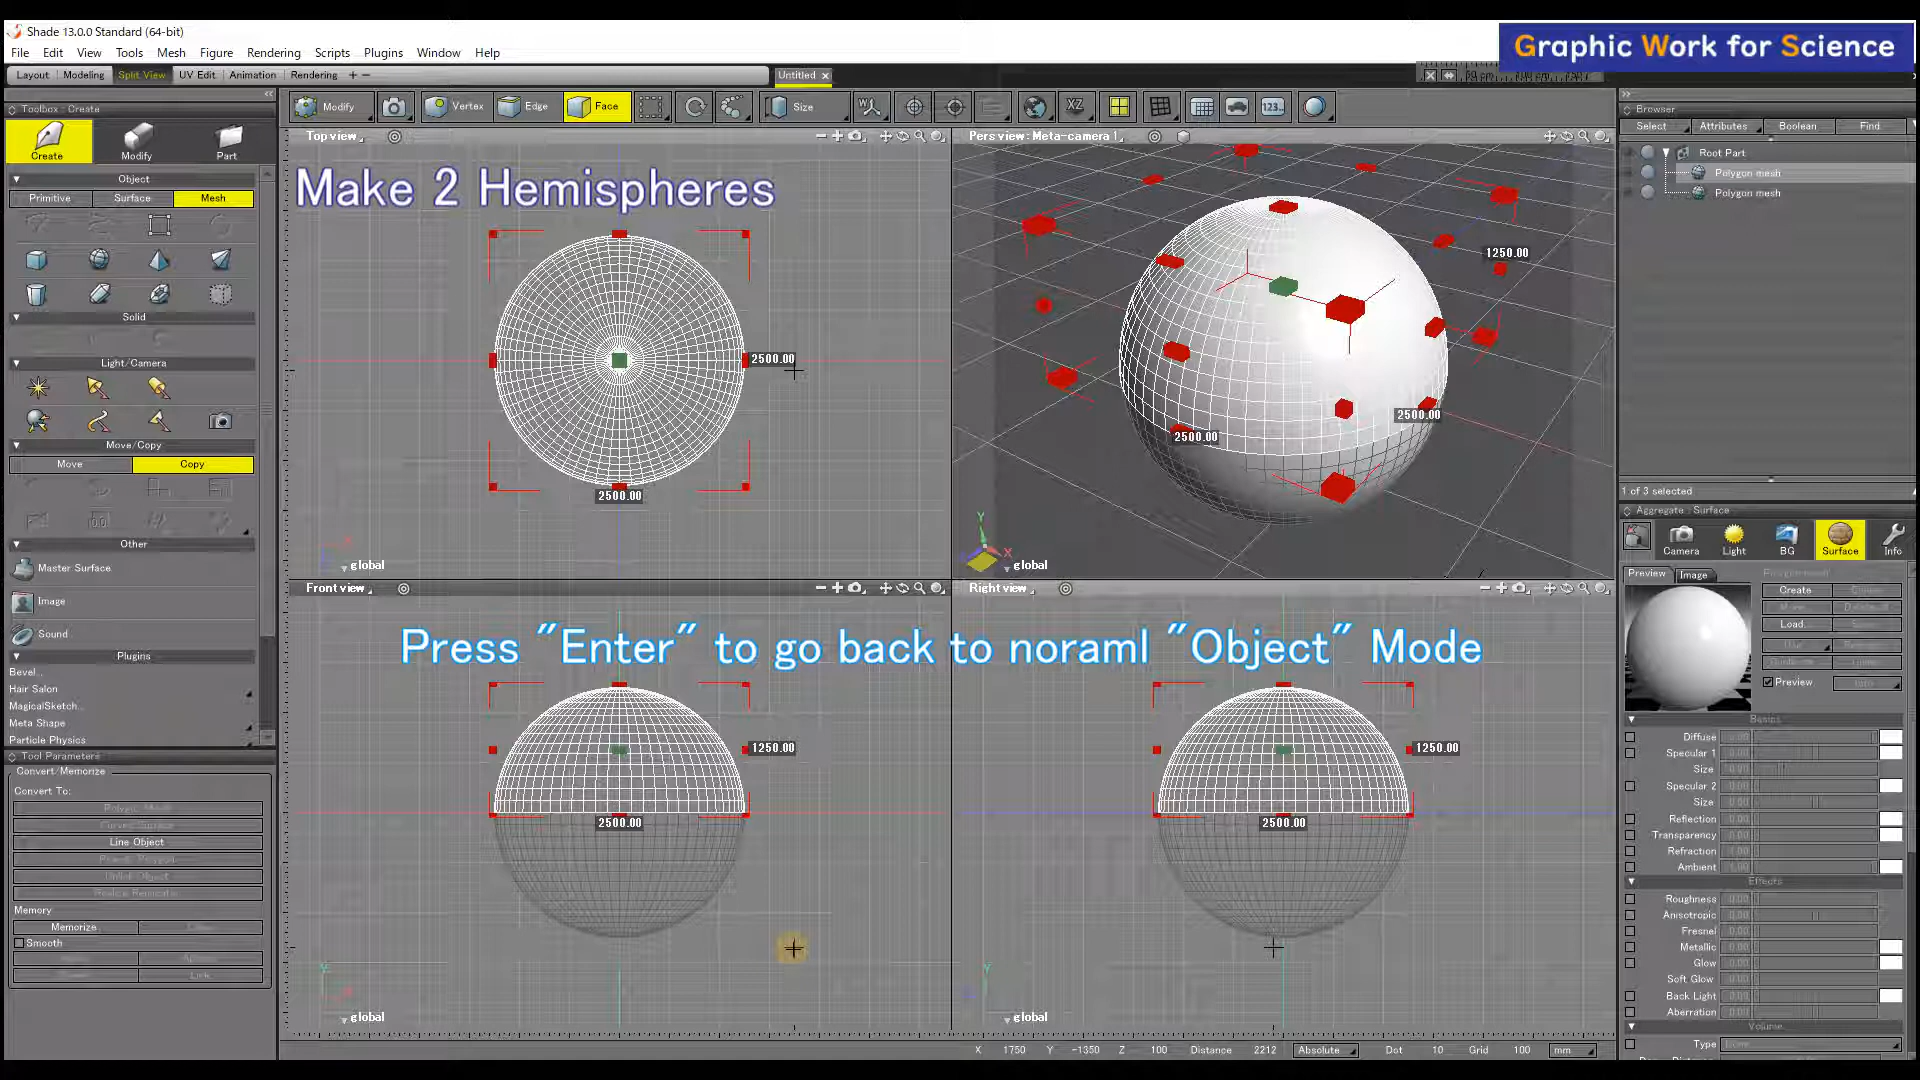 Shade 13.0.0 Standard (64-bit)
File Edit View Tools Mesh Figure Rendering Scripts Plugins Window Help
Graphic Work for Science
Layout Modeling Split View UV Edit Animation Rendering
Untitled
Toolbox : Create
Create Modify Part
Object
Primitive Surface Mesh
Solid
Light/Camera
Move/Copy
Move Copy
Other
Master Surface
Image
Sound
Plugins
Bevel...
Hair Salon
MagicalSketch...
Meta Shape
Particle Physics
Tool Parameters
Convert/Memorize
Convert To:
Line Object
Memory
Memorize
Smooth
Link
Modify Vertex Edge Face Size XZ 123..
Top view
Make 2 Hemispheres
2500.00
2500.00
global
Pers view: Meta-camera 1
1250.00
2500.00
2500.00
Y
X
global
Front view
Right view
Press "Enter" to go back to noraml "Object" Mode
1250.00
2500.00
global
1250.00
2500.00
global
X 1750 Y -1350 Z 100 Distance 2212 Absolute Dot 10 Grid 100 mm
Browser
Select Attributes Boolean Find
Root Part
Polygon mesh
Polygon mesh
1 of 3 selected
Aggregate : Surface
Camera Light BG Surface Info
Preview Image
Create
Load...
Preview
Basics
Diffuse
Specular 1
Size
Specular 2
Size
Reflection
Transparency
Refraction
Ambient
Effects
Roughness
Anisotropic
Fresnel
Metallic
Glow
Soft Glow
Back Light
Aberration
Volume
Type